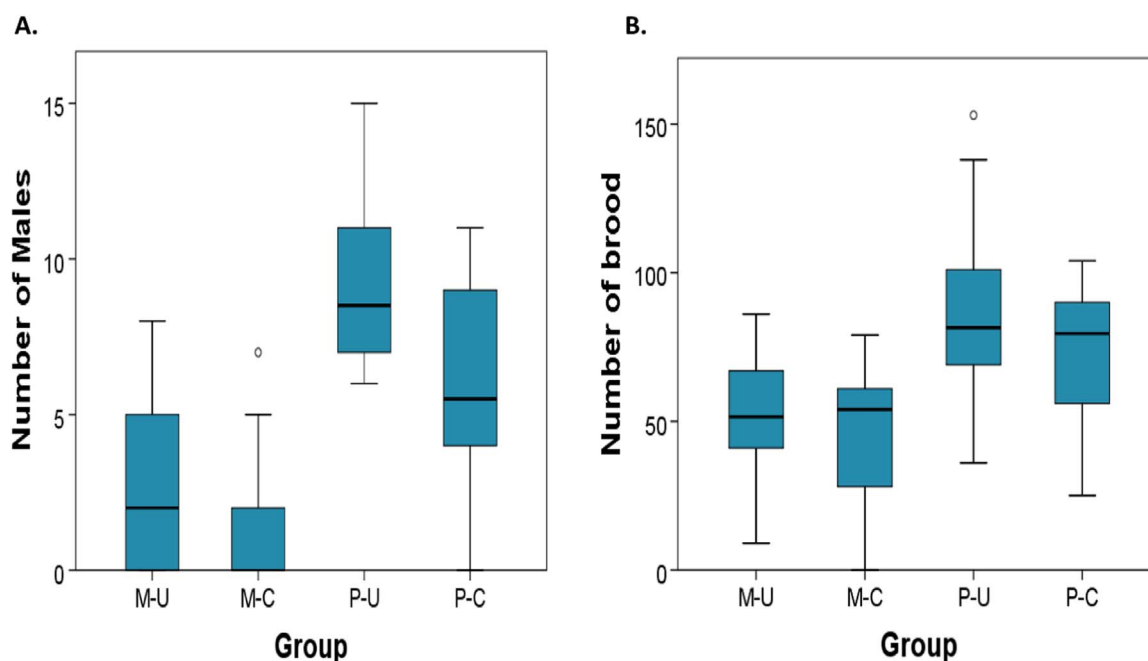 A.
Number of Males
15
10
5
0
M-U M-C P-U P-C
Group
B.
Number of brood
150
100
50
0
M-U M-C P-U P-C
Group